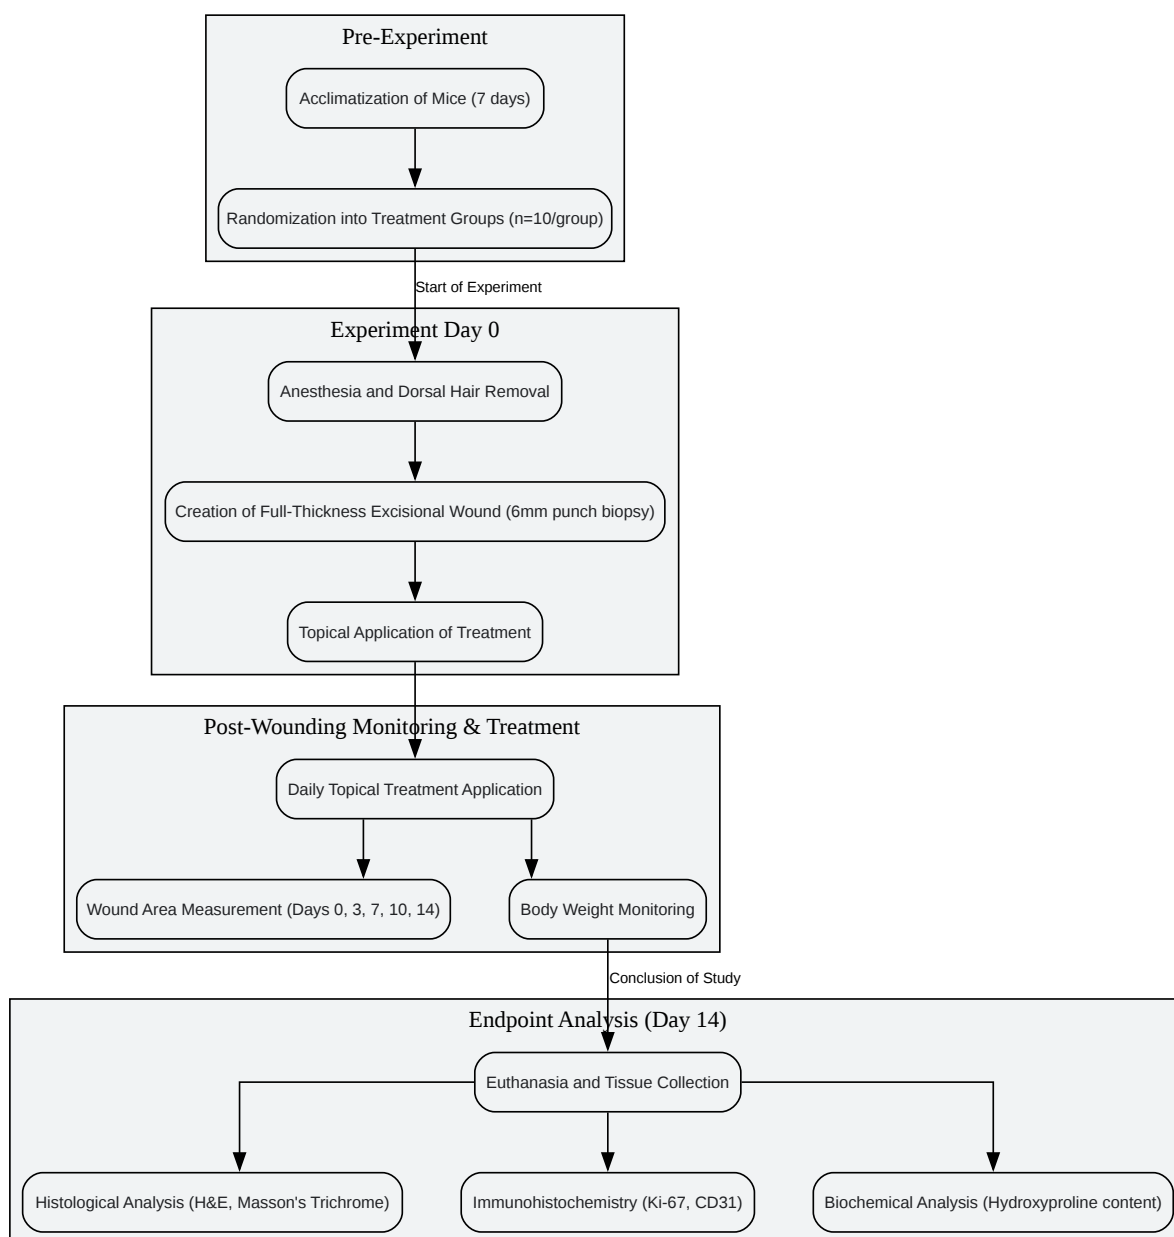 Pre-Experiment
Acclimatization of Mice (7 days)
Randomization into Treatment Groups (n=10/group)
Start of Experiment
Experiment Day 0
Anesthesia and Dorsal Hair Removal
Creation of Full-Thickness Excisional Wound (6mm punch biopsy)
Topical Application of Treatment
Post-Wounding Monitoring & Treatment
Daily Topical Treatment Application
Wound Area Measurement (Days 0, 3, 7, 10, 14)
Body Weight Monitoring
Conclusion of Study
Endpoint Analysis (Day 14)
Euthanasia and Tissue Collection
Histological Analysis (H&E, Masson's Trichrome)
Immunohistochemistry (Ki-67, CD31)
Biochemical Analysis (Hydroxyproline content)